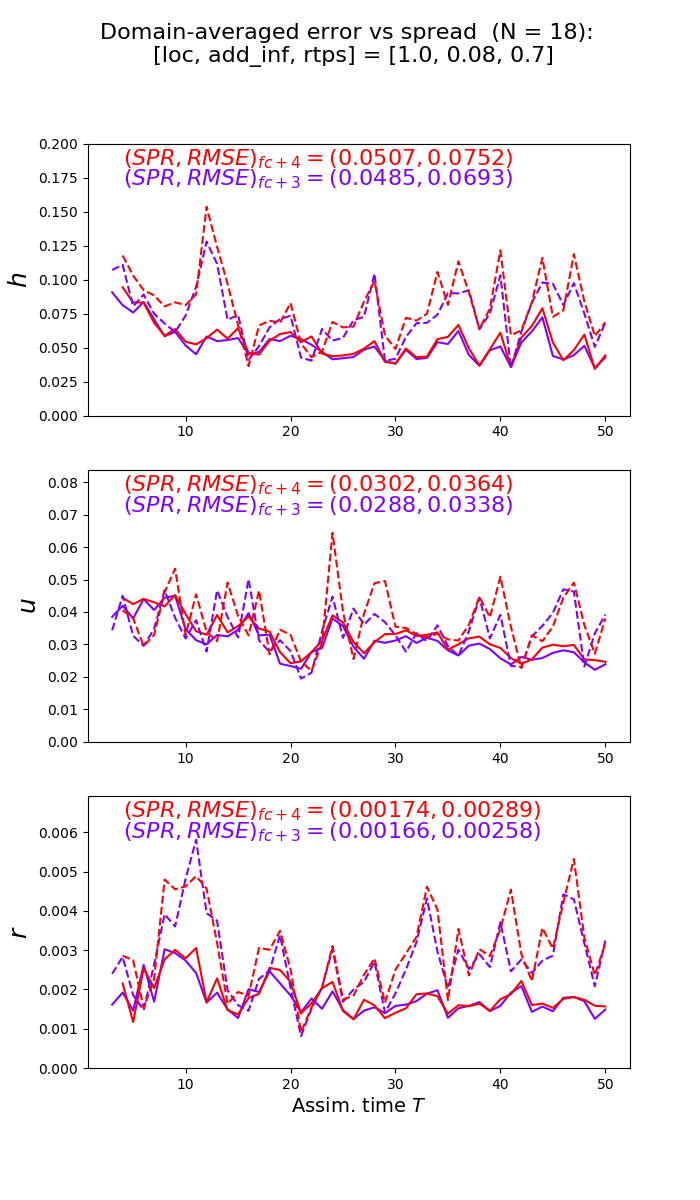 Domain-averaged error vs spread (N = 18):
[loc, add_inf, rtps] = [1.0, 0.08, 0.7]
(SPR, RMSE)fc+4 = (0.0507, 0.0752)
(SPR, RMSE)fc+3 = (0.0485, 0.0693)
h
0.200
0.175
0.150
0.125
0.100
0.075
0.050
0.025
0.000
10 20 30 40 50
(SPR, RMSE)fc+4 = (0.0302, 0.0364)
(SPR, RMSE)fc+3 = (0.0288, 0.0338)
u
0.08
0.07
0.06
0.05
0.04
0.03
0.02
0.01
0.00
10 20 30 40 50
(SPR, RMSE)fc+4 = (0.00174, 0.00289)
(SPR, RMSE)fc+3 = (0.00166, 0.00258)
r
0.006
0.005
0.004
0.003
0.002
0.001
0.000
10 20 30 40 50
Assim. time T